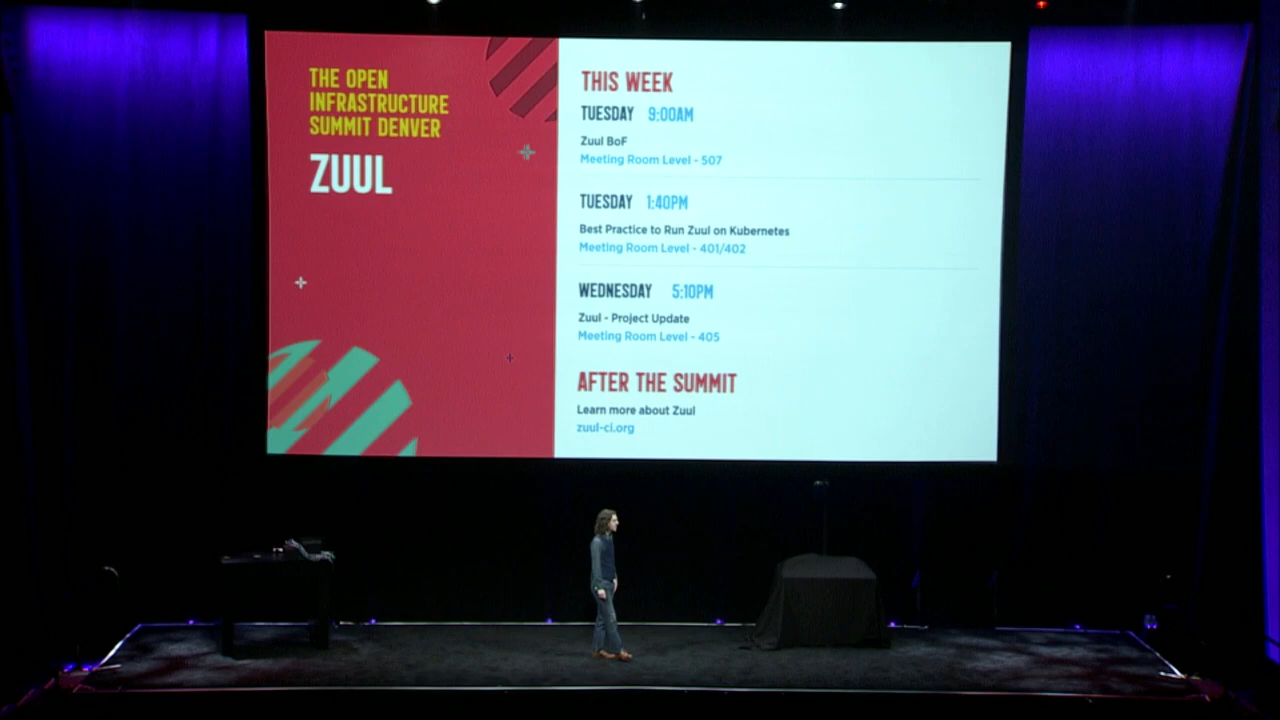 THE OPEN
INFRASTRUCTURE
SUMMIT DENVER
ZUUL
THIS WEEK
TUESDAY 9:00AM
Zuul BoF
Meeting Room Level - 507
TUESDAY 1:40PM
Best Practice to Run Zuul on Kubernetes
Meeting Room Level - 401/402
WEDNESDAY 5:10PM
Zuul - Project Update
Meeting Room Level - 405
AFTER THE SUMMIT
Learn more about Zuul
zuul-ci.org